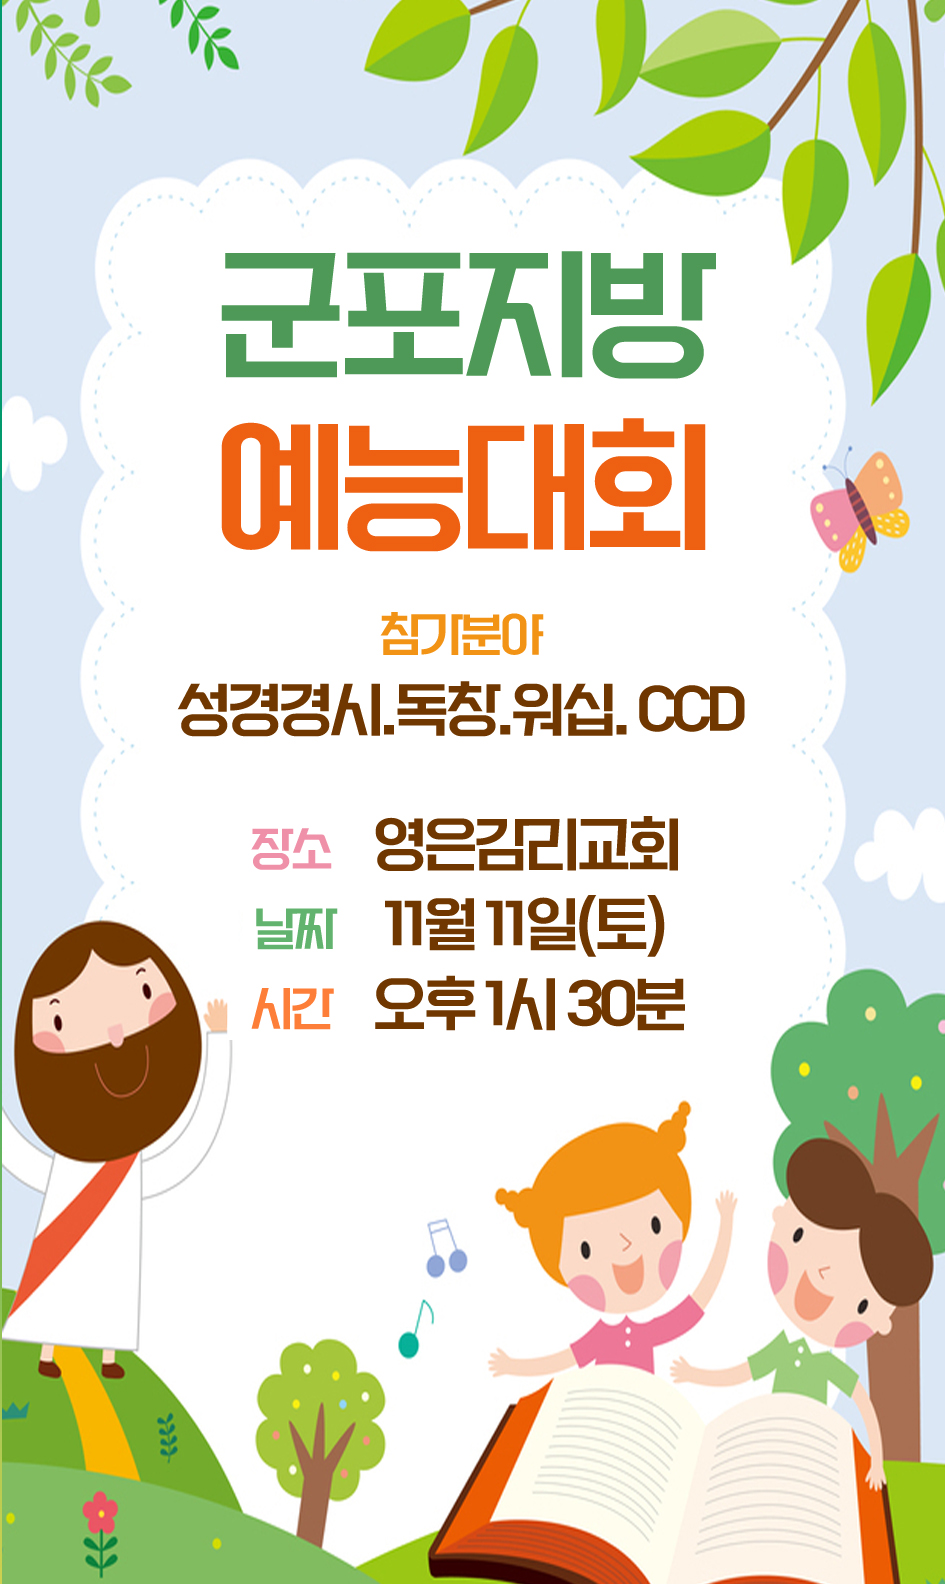 군포지방
예능대회
참가분야
성경경시.독창.워십. CCD
장소 영은감리교회
날짜 11월 11일(토)
시간 오후 1시 30분